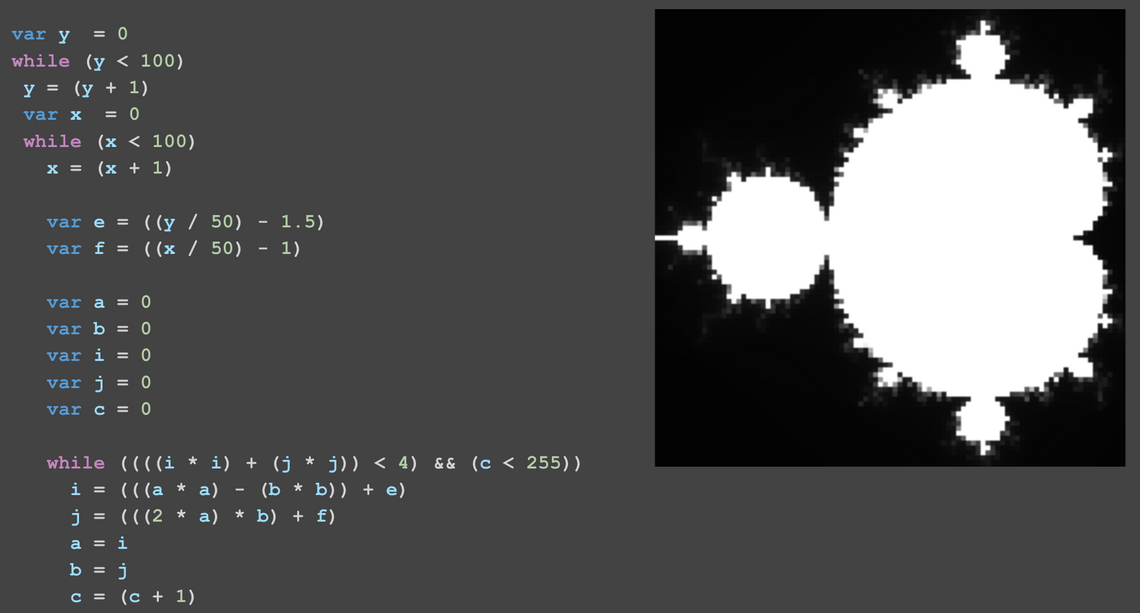 var y  = 0
while (y < 100)
 y = (y + 1)
 var x  = 0
 while (x < 100)
   x = (x + 1)

   var e = ((y / 50) - 1.5)
   var f = ((x / 50) - 1)

   var a = 0
   var b = 0
   var i = 0
   var j = 0
   var c = 0

   while ((((i * i) + (j * j)) < 4) && (c < 255))
     i = (((a * a) - (b * b)) + e)
     j = (((2 * a) * b) + f)
     a = i
     b = j
     c = (c + 1)